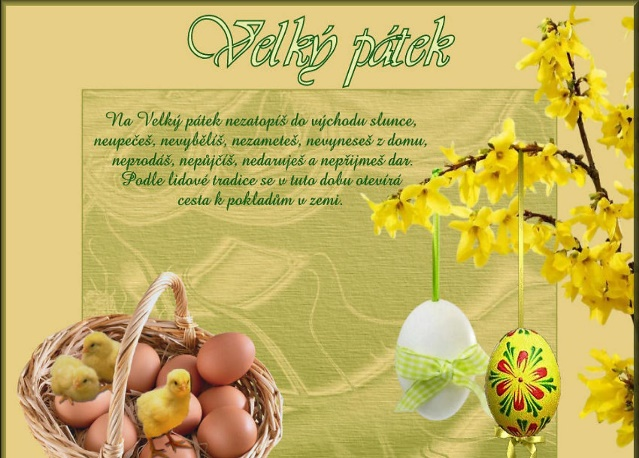 Velký pátek
Na Velký pátek nezatopíš do východu slunce,
neupečeš, nevybělíš, nezameteš, nevyneseš z domu,
neprodáš, nepůjčíš, nedaruješ a nepřijmeš dar.
Podle lidové tradice se v tuto dobu otevírá
cesta k pokladům v zemi.